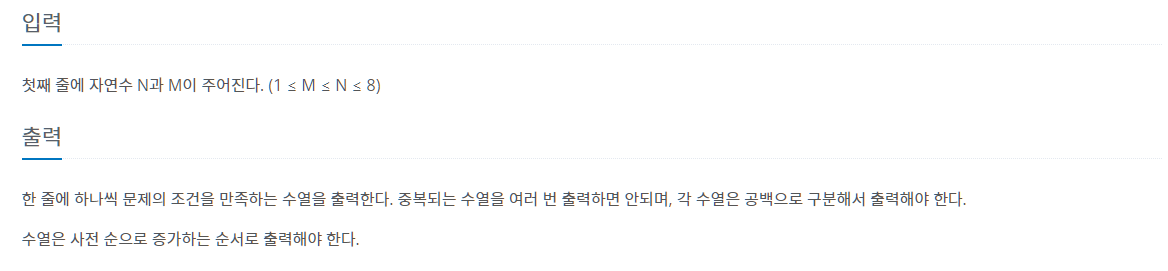 입력
첫째 줄에 자연수 N과 M이 주어진다. (1 ≤ M ≤ N ≤ 8)
출력
한 줄에 하나씩 문제의 조건을 만족하는 수열을 출력한다. 중복되는 수열을 여러 번 출력하면 안되며, 각 수열은 공백으로 구분해서 출력해야 한다.
수열은 사전 순으로 증가하는 순서로 출력해야 한다.